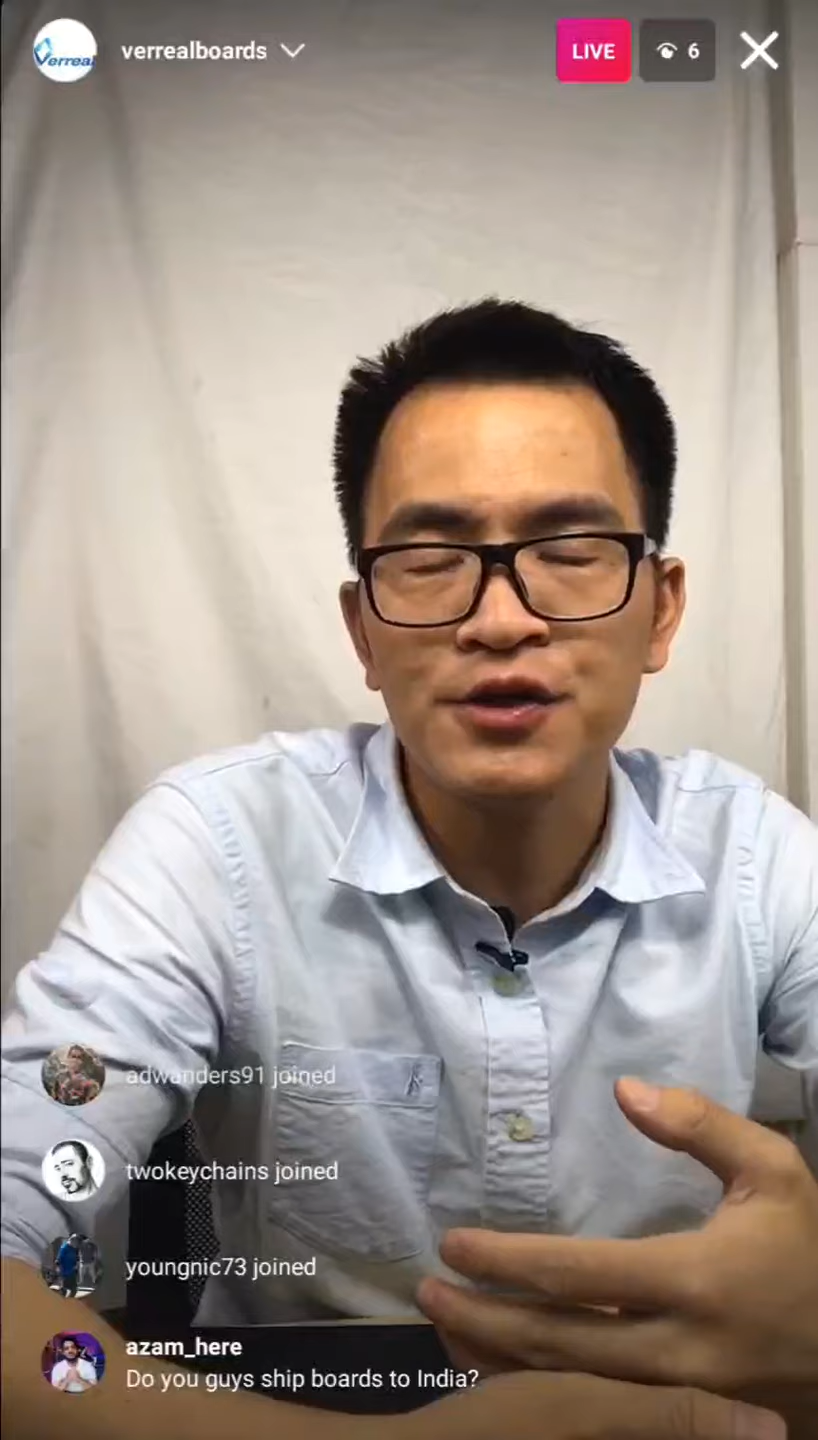 Verreal
verrealboards
LIVE
6
adwanders91 joined
twokeychains joined
youngnic73 joined
azam_here
Do you guys ship boards to India?